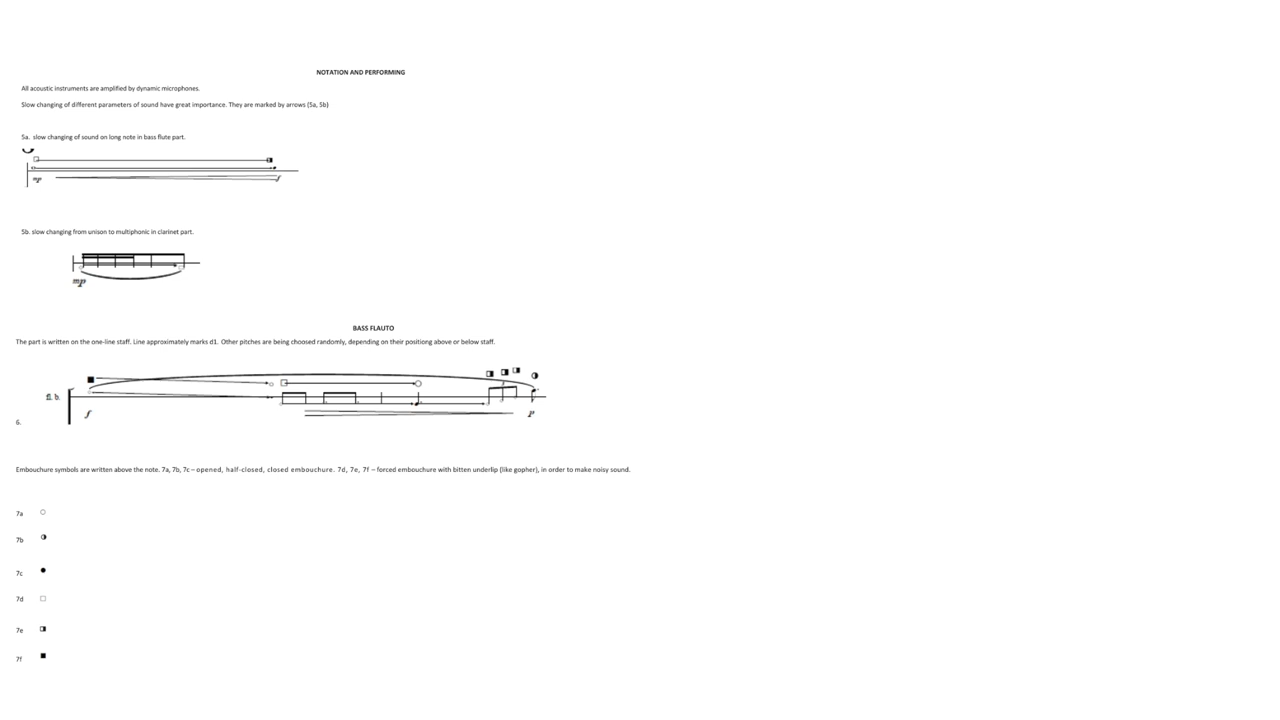 NOTATION AND PERFORMING
All acoustic instruments are amplified by dynamic microphones.
Slow changing of different parameters of sound have great importance. They are marked by arrows (5a, 5b)
5a. slow changing of sound on long note in bass flute part.
mp f
5b. slow changing from unison to multiphonic in clarinet part.
mp
BASS FLAUTO
The part is written on the one-line staff. Line approximately marks d1. Other pitches are being choosed randomly, depending on their positiong above or below staff.
fl. b.
f p
6.
Embouchure symbols are written above the note. 7a, 7b, 7c – opened, half-closed, closed embouchure. 7d, 7e, 7f – forced embouchure with bitten underlip (like gopher), in order to make noisy sound.
7a
7b
7c
7d
7e
7f